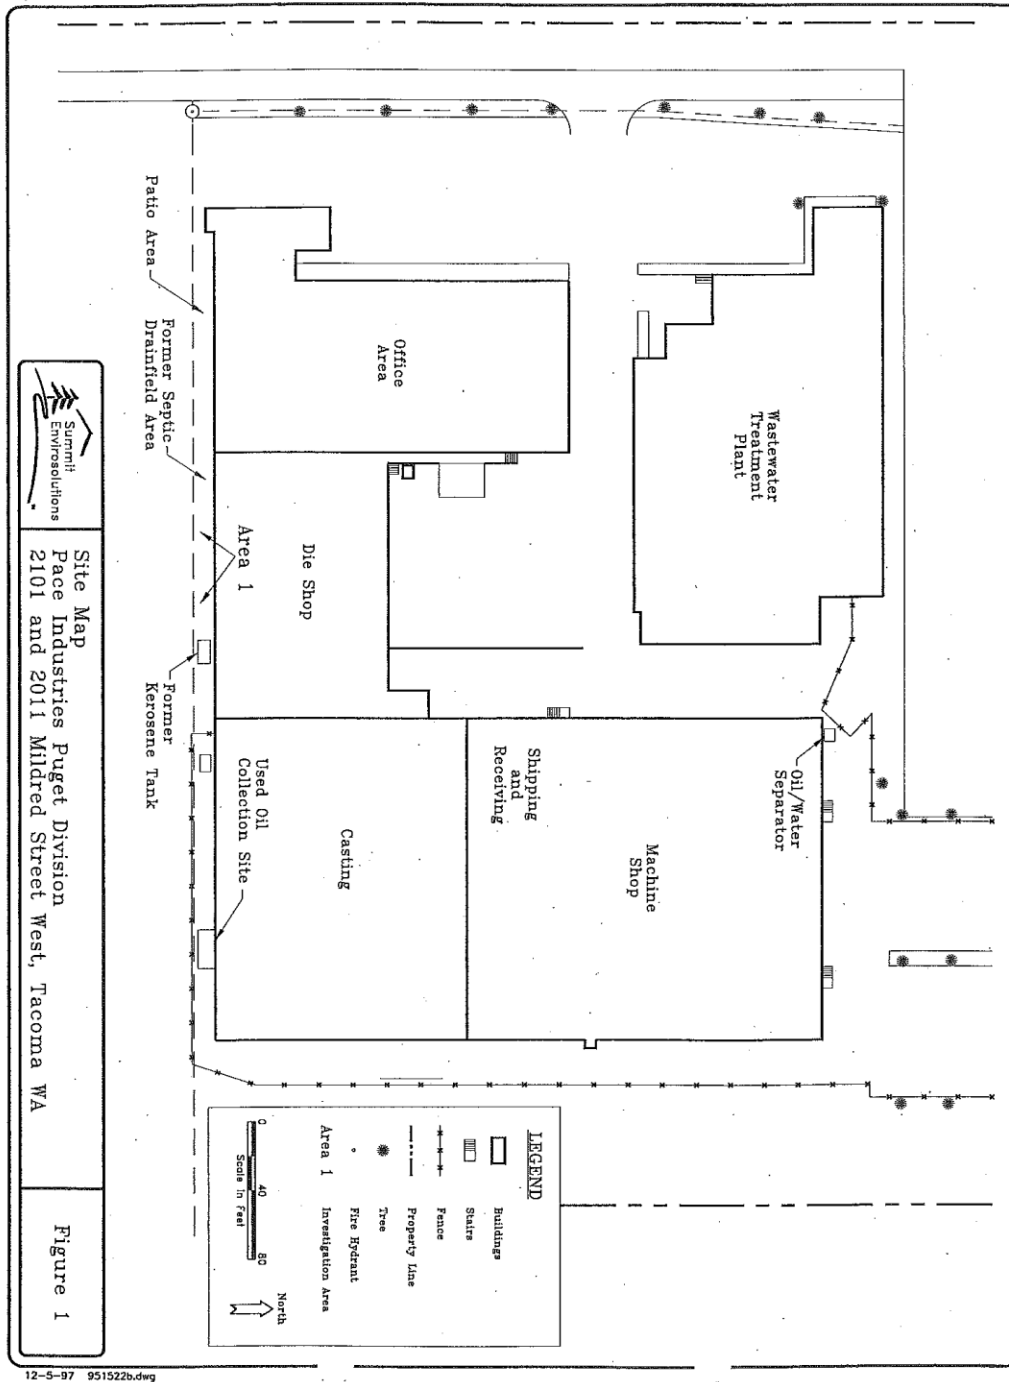 Patio Area
Former Septic
Drainfield Area
Area 1
Former
Kerosene Tank
Office
Area
Die Shop
Wastewater
Treatment
Plant
Used Oil
Collection Site
Casting
Shipping
and
Receiving
Machine
Shop
Oil/Water
Separator
LEGEND
Buildings
Stairs
Fence
Property Line
Tree
Fire Hydrant
Area 1
Investigation Area
0
40
80
Scale in Feet
North
Summit
Envirosolutions
Site Map
Pace Industries Puget Division
2101 and 2011 Mildred Street West, Tacoma WA
Figure 1
12-5-97 951522b.dwg